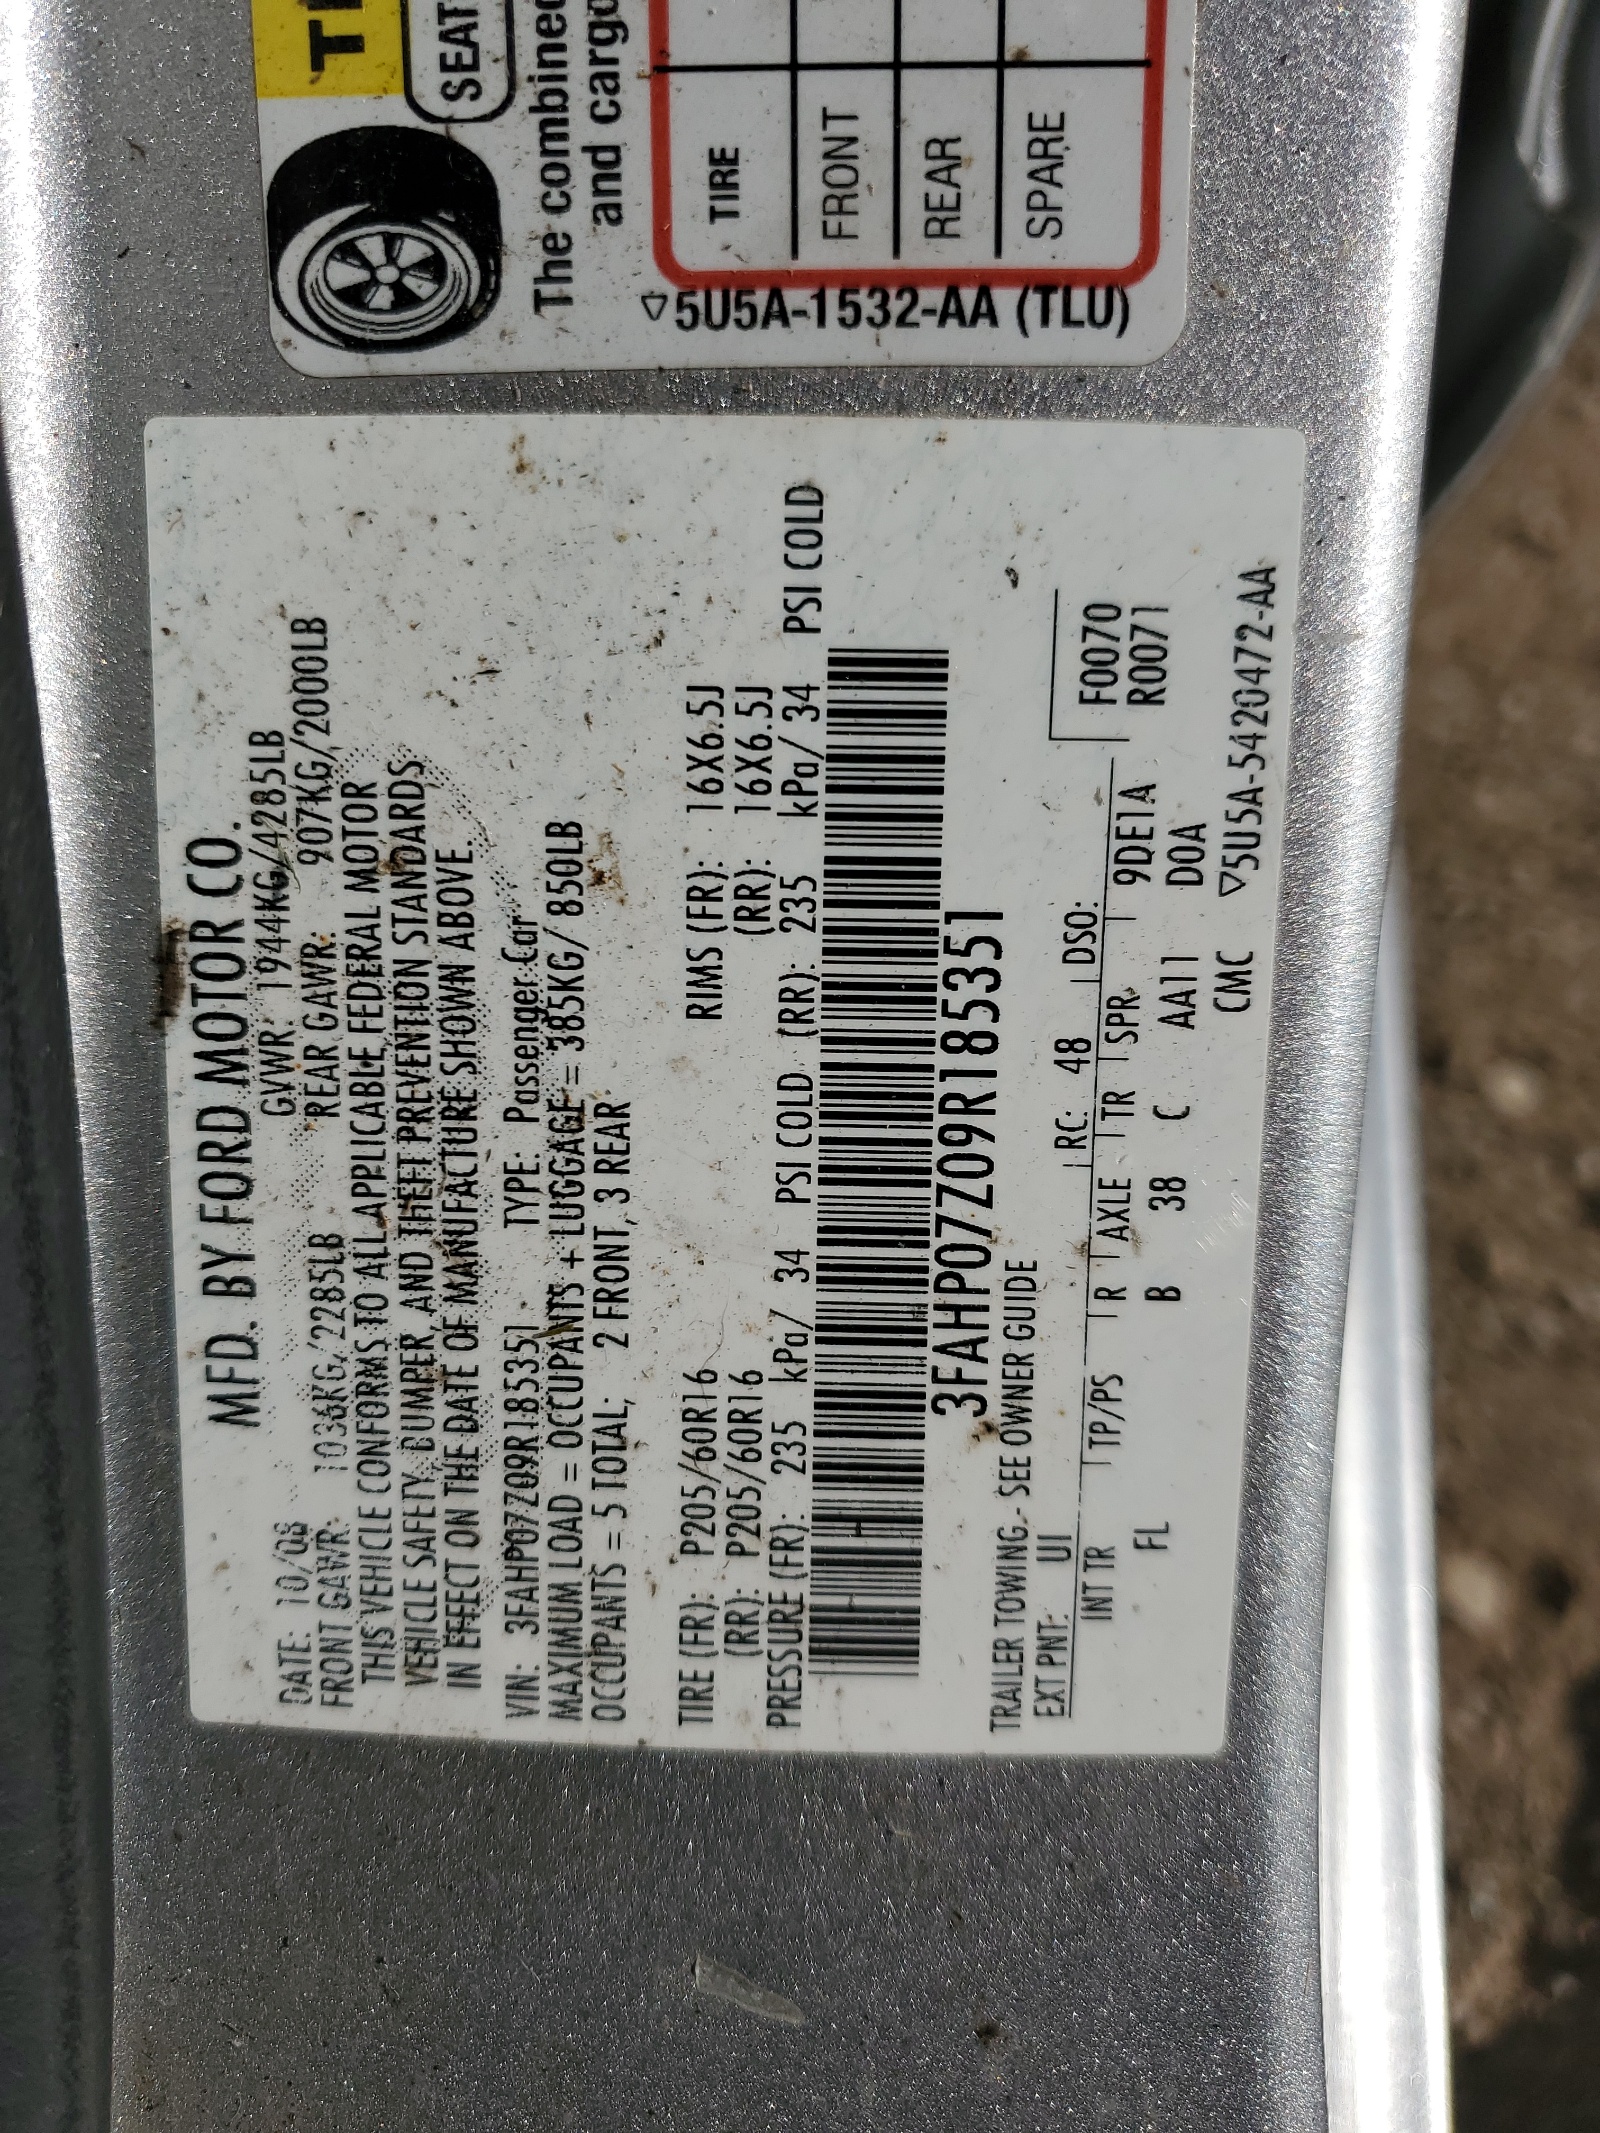 MFD. BY FORD MOTOR CO.
DATE: 10/08 GVWR: 1944KG/4285LB
FRONT GAWR: 1036KG/2285LB REAR GAWR: 907KG/2000LB
THIS VEHICLE CONFORMS TO ALL APPLICABLE FEDERAL MOTOR
VEHICLE SAFETY, BUMPER, AND THEFT PREVENTION STANDARDS
IN EFFECT ON THE DATE OF MANUFACTURE SHOWN ABOVE.
VIN: 3FAHP07Z09R185351 TYPE: Passenger Car
MAXIMUM LOAD = OCCUPANTS + LUGGAGE = 385KG/ 850LB
OCCUPANTS = 5 TOTAL; 2 FRONT, 3 REAR
TIRE (FR): P205/60R16 RIMS (FR): 16X6.5J
(RR): P205/60R16 (RR): 16X6.5J
PRESSURE (FR): 235 kPa/ 34 PSI COLD (RR): 235 kPa/ 34 PSI COLD
3FAHP07Z09R185351
TRAILER TOWING - SEE OWNER GUIDE
EXT PNT: UI RC: 48 DSO: F0070
INT TR TP/PS R AXLE TR SPR 9DE1A R0071
FL B 38 C AA11 D0A
CMC ▽5U5A-5420472-AA
SEAT
The combined
and cargo
TIRE
FRONT
REAR
SPARE
▽5U5A-1532-AA (TLU)